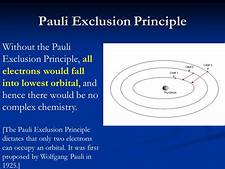 Pauli Exclusion Principle
Without the Pauli
Exclusion Principle, all
electrons would fall
into lowest orbital, and
hence there would be no
complex chemistry.
[The Pauli Exclusion Principle
dictates that only two electrons
can occupy an orbital. It was first
proposed by Wolfgang Pauli in
1925.]